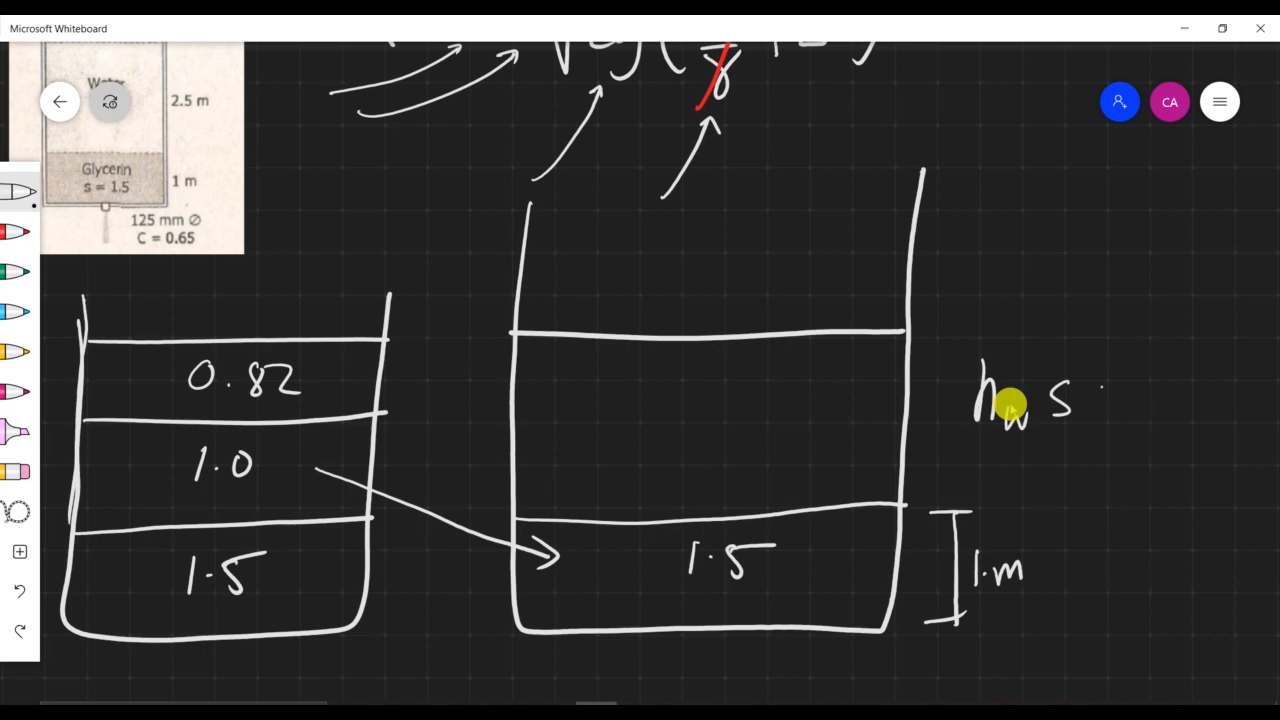 Microsoft Whiteboard
2.5 m
Glycerin
s = 1.5
1 m
125 mm ∅
C = 0.65
γ
CA
0.82
1.0
1.5
1.5
h_w s
1.m